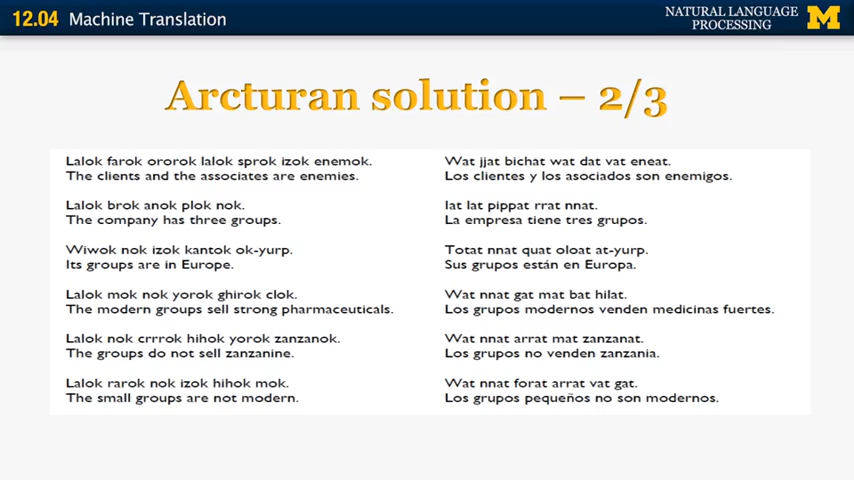 12.04 Machine Translation
NATURAL LANGUAGE
PROCESSING
M
Arcturan solution – 2/3
Lalok farok ororok lalok sprok izok enemok.
The clients and the associates are enemies.
Lalok brok anok plok nok.
The company has three groups.
Wiwok nok izok kantok ok-yurp.
Its groups are in Europe.
Lalok mok nok yorok ghirok clok.
The modern groups sell strong pharmaceuticals.
Lalok nok crrrok hihok yorok zanzanok.
The groups do not sell zanzanine.
Lalok rarok nok izok hihok mok.
The small groups are not modern.
Wat jjat bichat wat dat vat eneat.
Los clientes y los asociados son enemigos.
Iat lat pippat rrat nnat.
La empresa tiene tres grupos.
Totat nnat quat oloat at-yurp.
Sus grupos están en Europa.
Wat nnat gat mat bat hilat.
Los grupos modernos venden medicinas fuertes.
Wat nnat arrat mat zanzanat.
Los grupos no venden zanzania.
Wat nnat forat arrat vat gat.
Los grupos pequeños no son modernos.